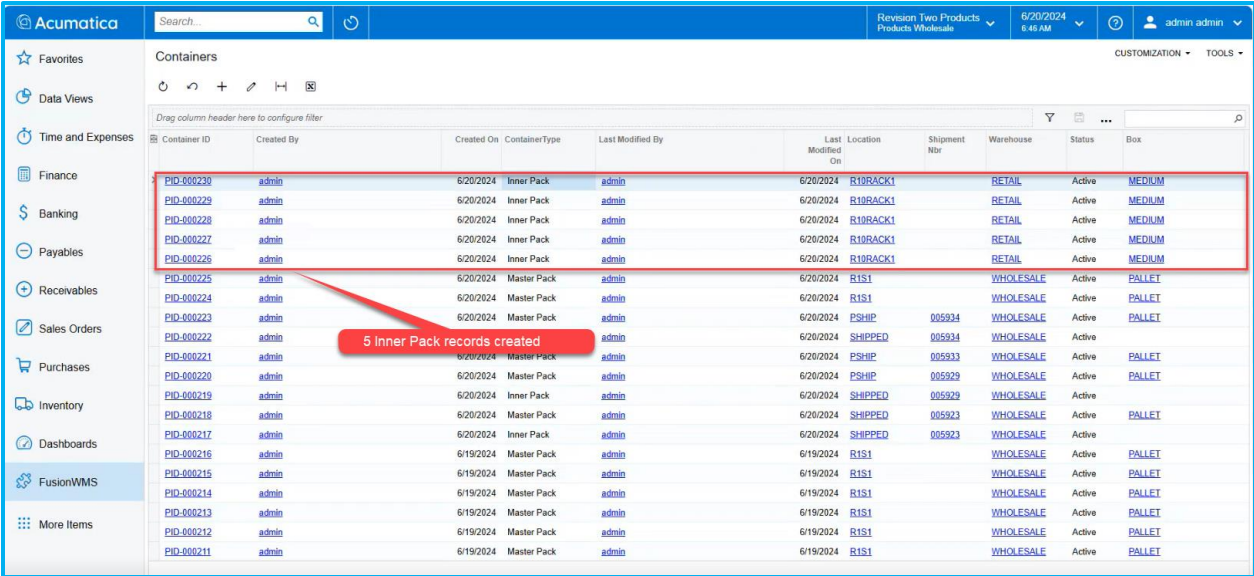 Acumatica Search... Revision Two Products 6/20/2024 admin admin
Products Wholesale 6:46 AM
Favorites
Data Views
Time and Expenses
Finance
Banking
Payables
Receivables
Sales Orders
Purchases
Inventory
Dashboards
FusionWMS
More Items
Containers CUSTOMIZATION TOOLS
Drag column header here to configure filter
Container ID Created By Created On ContainerType Last Modified By Last Modified On Location Shipment Nbr Warehouse Status Box
PID-000230 admin 6/20/2024 Inner Pack admin 6/20/2024 R10RACK1 RETAIL Active MEDIUM
PID-000229 admin 6/20/2024 Inner Pack admin 6/20/2024 R10RACK1 RETAIL Active MEDIUM
PID-000228 admin 6/20/2024 Inner Pack admin 6/20/2024 R10RACK1 RETAIL Active MEDIUM
PID-000227 admin 6/20/2024 Inner Pack admin 6/20/2024 R10RACK1 RETAIL Active MEDIUM
PID-000226 admin 6/20/2024 Inner Pack admin 6/20/2024 R10RACK1 RETAIL Active MEDIUM
PID-000225 admin 6/20/2024 Master Pack admin 6/20/2024 R1S1 WHOLESALE Active PALLET
PID-000224 admin 6/20/2024 Master Pack admin 6/20/2024 R1S1 WHOLESALE Active PALLET
PID-000223 admin 6/20/2024 Master Pack admin 6/20/2024 PSHIP 005934 WHOLESALE Active PALLET
PID-000222 admin admin 6/20/2024 SHIPPED 005934 WHOLESALE Active
5 Inner Pack records created
PID-000221 admin 6/20/2024 Master Pack admin 6/20/2024 PSHIP 005933 WHOLESALE Active PALLET
PID-000220 admin 6/20/2024 Master Pack admin 6/20/2024 PSHIP 005929 WHOLESALE Active PALLET
PID-000219 admin 6/20/2024 Inner Pack admin 6/20/2024 SHIPPED 005929 WHOLESALE Active
PID-000218 admin 6/20/2024 Master Pack admin 6/20/2024 SHIPPED 005923 WHOLESALE Active PALLET
PID-000217 admin 6/20/2024 Inner Pack admin 6/20/2024 SHIPPED 005923 WHOLESALE Active
PID-000216 admin 6/19/2024 Master Pack admin 6/19/2024 R1S1 WHOLESALE Active PALLET
PID-000215 admin 6/19/2024 Master Pack admin 6/19/2024 R1S1 WHOLESALE Active PALLET
PID-000214 admin 6/19/2024 Master Pack admin 6/19/2024 R1S1 WHOLESALE Active PALLET
PID-000213 admin 6/19/2024 Master Pack admin 6/19/2024 R1S1 WHOLESALE Active PALLET
PID-000212 admin 6/19/2024 Master Pack admin 6/19/2024 R1S1 WHOLESALE Active PALLET
PID-000211 admin 6/19/2024 Master Pack admin 6/19/2024 R1S1 WHOLESALE Active PALLET